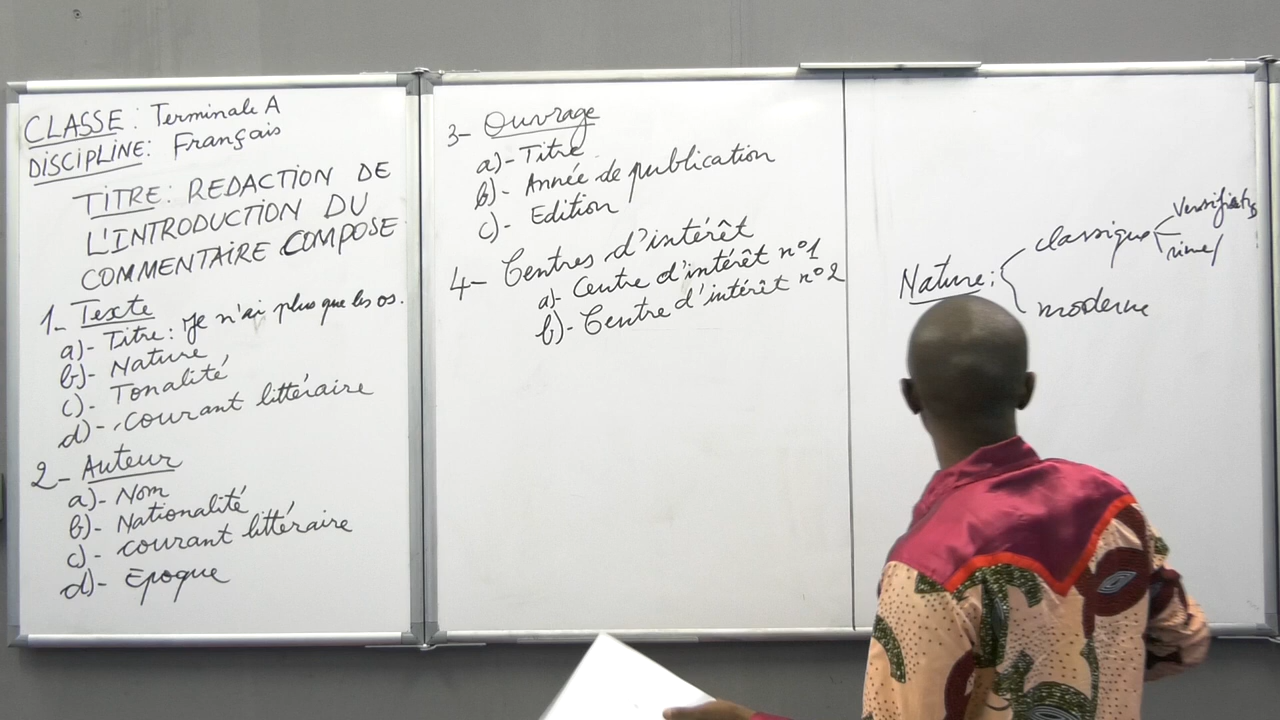 CLASSE : Terminale A
DISCIPLINE : Français
TITRE : REDACTION DE
L'INTRODUCTION DU
COMMENTAIRE COMPOSE
1- Texte
a)- Titre : Je n'ai plus que les os.
b)- Nature
c)- Tonalité
d)- courant littéraire
2- Auteur
a)- Nom
b)- Nationalité
c)- courant littéraire
d)- Epoque
3- Ouvrage
a)- Titre
b)- Année de publication
c)- Edition
4- Centres d'intérêt
a)- Centre d'intérêt n°1
b)- Centre d'intérêt n°2
Nature :
classique
moderne